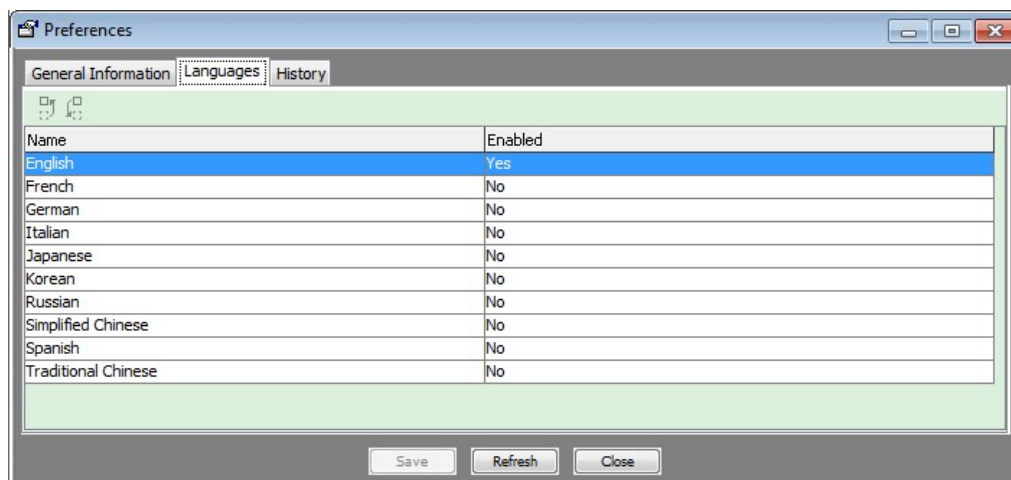 Preferences
General Information Languages History
Name Enabled
English Yes
French No
German No
Italian No
Japanese No
Korean No
Russian No
Simplified Chinese No
Spanish No
Traditional Chinese No
Save Refresh Close